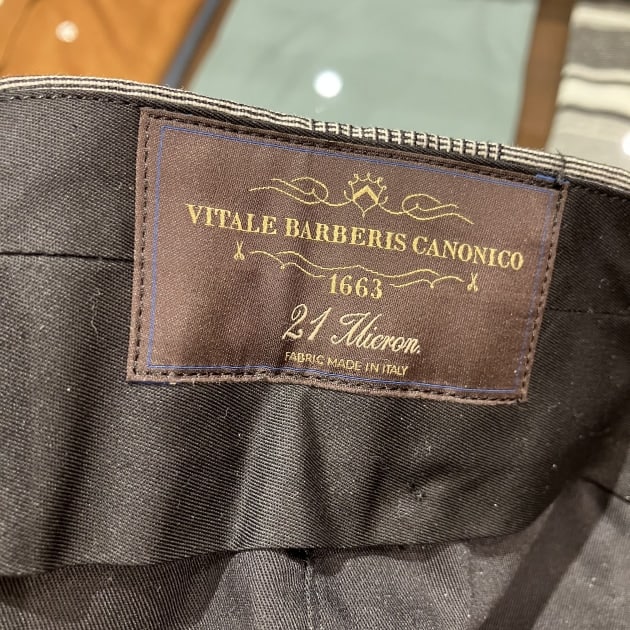 VITALE BARBERIS CANONICO
1663
21 Micron.
FABRIC MADE IN ITALY